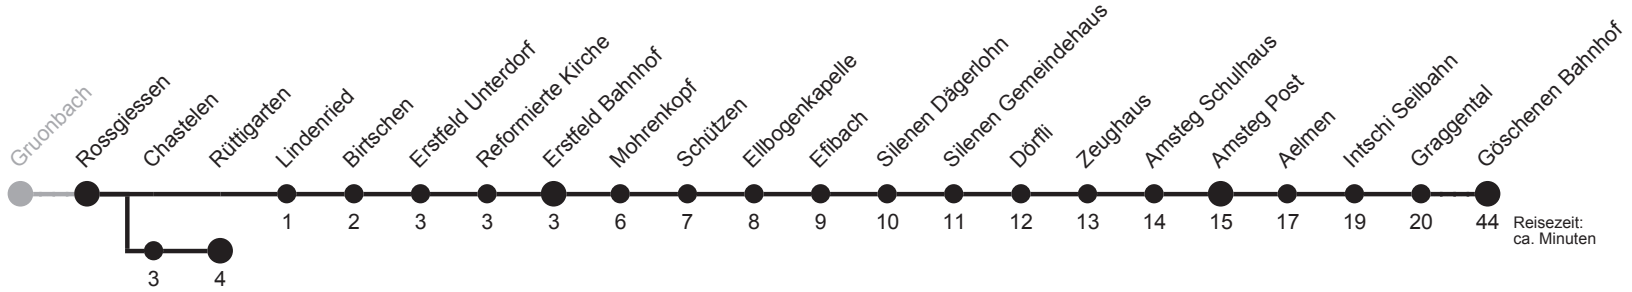 Gruonbach
Rossgiessen
Chastelen
Rüttigarten
Lindenried
Birtschen
Erstfeld Unterdorf
Reformierte Kirche
Erstfeld Bahnhof
Mohrenkopf
Schützen
Ellbogenkapelle
Efibach
Silenen Dägerlohn
Silenen Gemeindehaus
Dörfli
Zeughaus
Amsteg Schulhaus
Amsteg Post
Aelmen
Intschi Seilbahn
Graggental
Göschenen Bahnhof
1 2 3 3 3 6 7 8 9 10 11 12 13 14 15 17 19 20 44
Reisezeit:
ca. Minuten
3 4